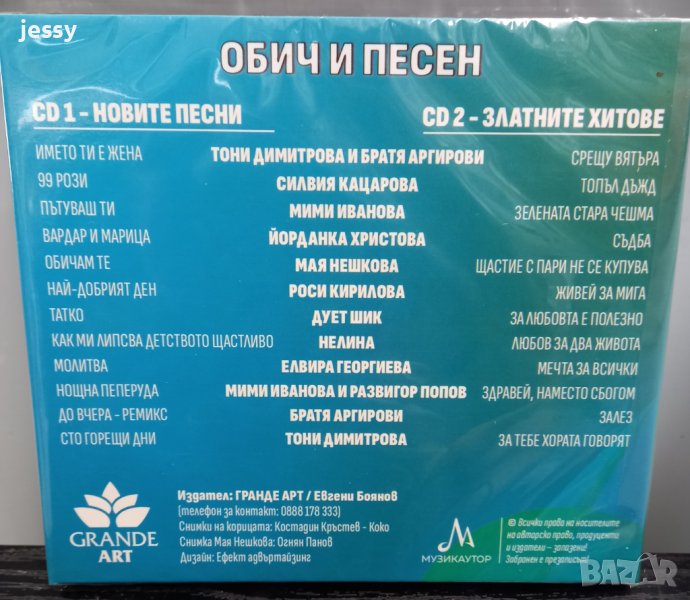 jessy
ОБИЧ И ПЕСЕН
CD 1 - НОВИТЕ ПЕСНИ CD 2 - ЗЛАТНИТЕ ХИТОВЕ
ИМЕТО ТИ Е ЖЕНА ТОНИ ДИМИТРОВА И БРАТЯ АРГИРОВИ СРЕЩУ ВЯТЪРА
99 РОЗИ СИЛВИЯ КАЦАРОВА ТОПЪЛ ДЪЖД
ПЪТУВАШ ТИ МИМИ ИВАНОВА ЗЕЛЕНАТА СТАРА ЧЕШМА
ВАРДАР И МАРИЦА ЙОРДАНКА ХРИСТОВА СЪДБА
ОБИЧАМ ТЕ МАЯ НЕШКОВА ЩАСТИЕ С ПАРИ НЕ СЕ КУПУВА
НАЙ-ДОБРИЯТ ДЕН РОСИ КИРИЛОВА ЖИВЕЙ ЗА МИГА
ТАТКО ДУЕТ ШИК ЗА ЛЮБОВТА Е ПОЛЕЗНО
КАК МИ ЛИПСВА ДЕТСТВОТО ЩАСТЛИВО НЕЛИНА ЛЮБОВ ЗА ДВА ЖИВОТА
МОЛИТВА ЕЛВИРА ГЕОРГИЕВА МЕЧТА ЗА ВСИЧКИ
НОЩНА ПЕПЕРУДА МИМИ ИВАНОВА И РАЗВИГОР ПОПОВ ЗДРАВЕЙ, НАМЕСТО СБОГОМ
ДО ВЧЕРА - РЕМИКС БРАТЯ АРГИРОВИ ЗАЛЕЗ
СТО ГОРЕЩИ ДНИ ТОНИ ДИМИТРОВА ЗА ТЕБЕ ХОРАТА ГОВОРЯТ
GRANDE
ART
Издател: ГРАНДЕ АРТ / Евгени Боянов
(телефон за контакт: 0888 178 333)
Снимки на корицата: Костадин Кръстев - Коко
Снимка Мая Нешкова: Огнян Панов
Дизайн: Ефект адвъртайзинг
МУЗИКАУТОР
© Всички права на носителите
на авторско право, продуценти
и издатели - запазени!
Забранен е презаписът!
BAZAR
bg